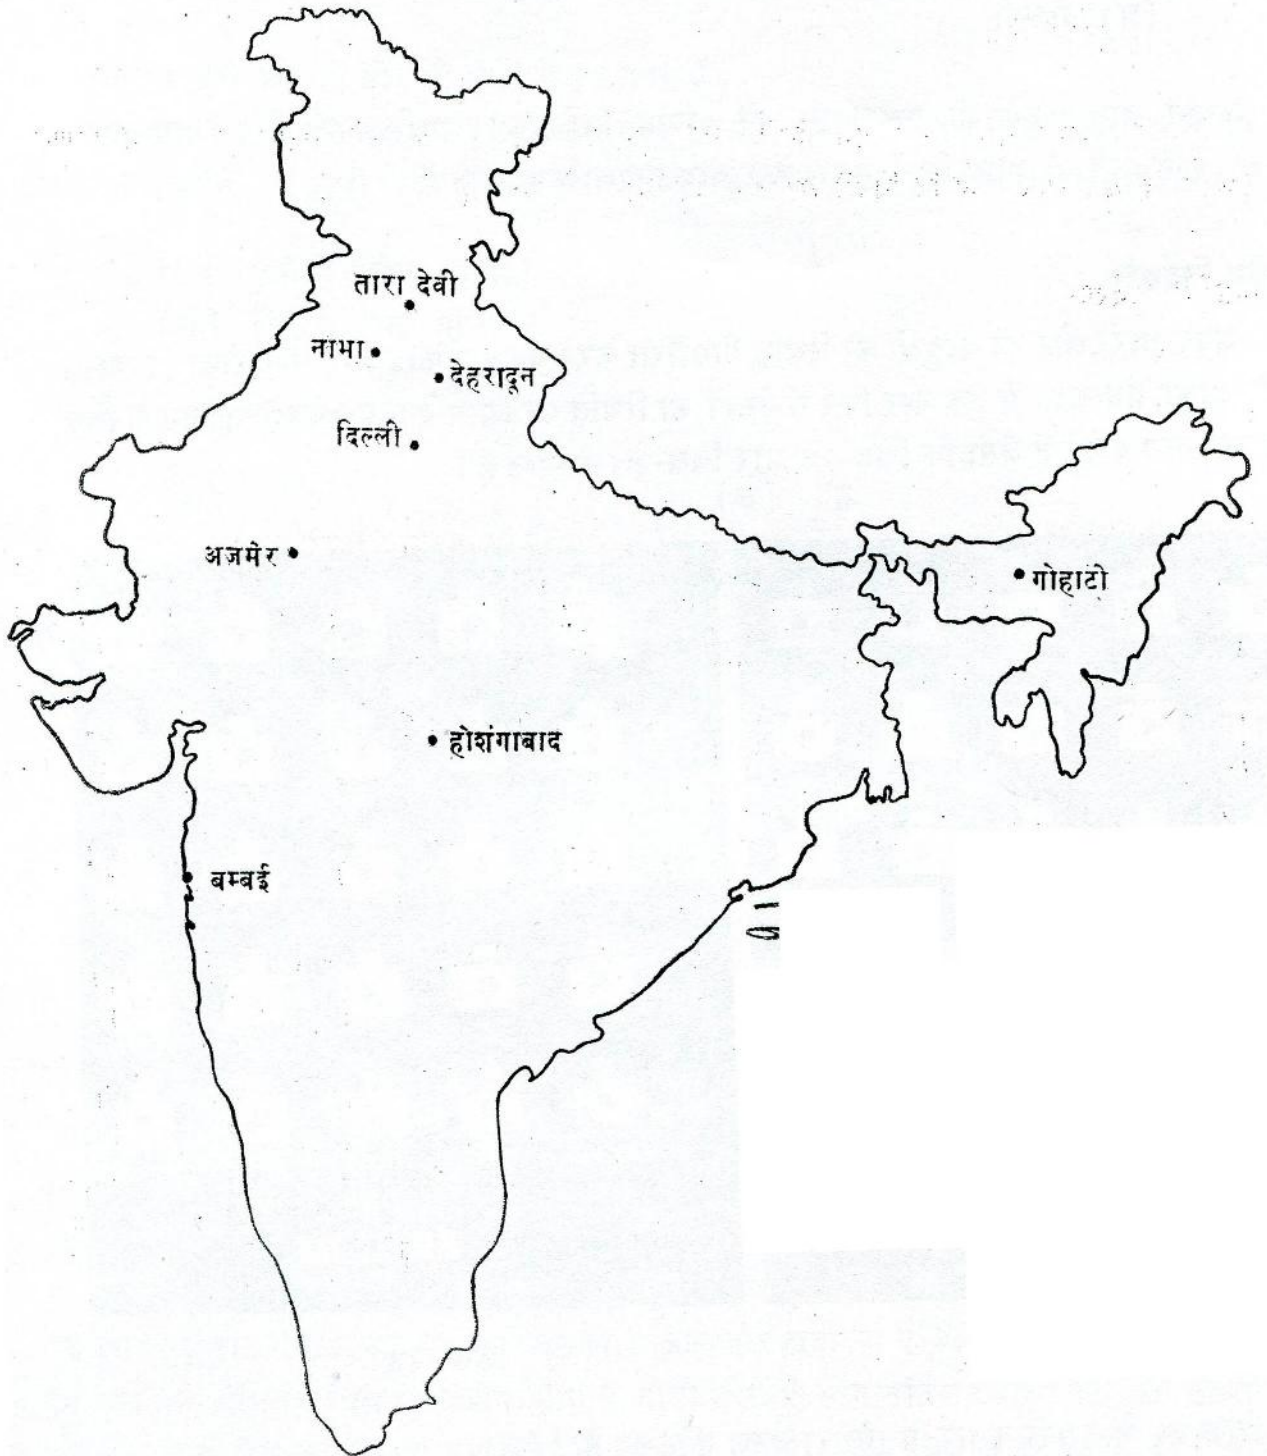 तारा देवी
नाभा
देहरादून
दिल्ली
अजमेर
गोहाटी
होशंगाबाद
बम्बई